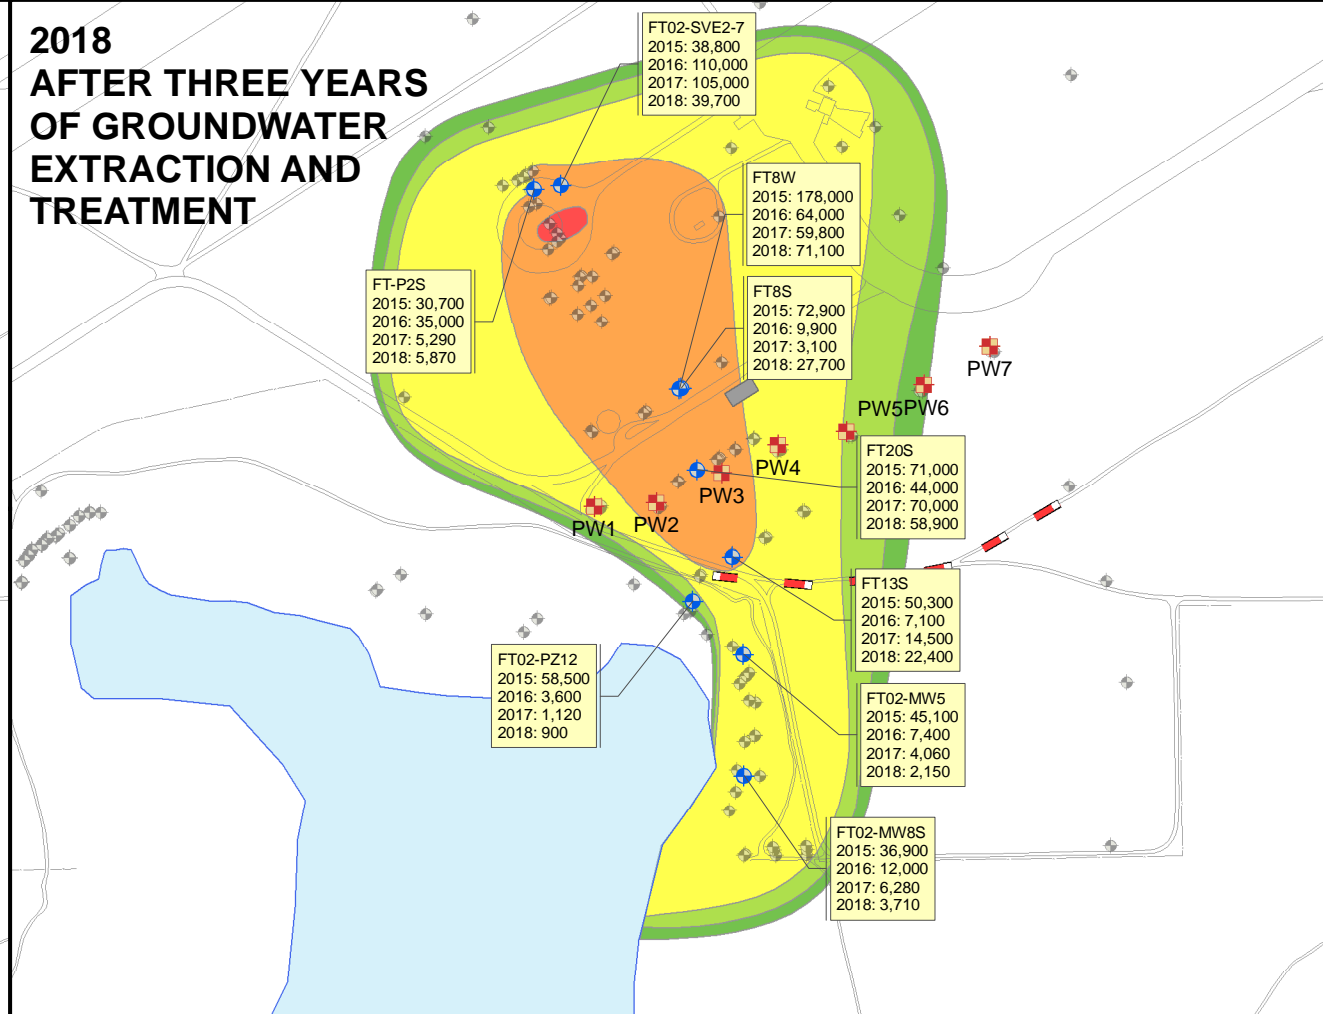 2018
AFTER THREE YEARS
OF GROUNDWATER
EXTRACTION AND
TREATMENT
FT02-SVE2-7
2015: 38,800
2016: 110,000
2017: 105,000
2018: 39,700
FT8W
2015: 178,000
2016: 64,000
2017: 59,800
2018: 71,100
FT-P2S
2015: 30,700
2016: 35,000
2017: 5,290
2018: 5,870
FT8S
2015: 72,900
2016: 9,900
2017: 3,100
2018: 27,700
PW7
PW5
PW6
PW4
PW3
PW2
PW1
FT20S
2015: 71,000
2016: 44,000
2017: 70,000
2018: 58,900
FT13S
2015: 50,300
2016: 7,100
2017: 14,500
2018: 22,400
FT02-PZ12
2015: 58,500
2016: 3,600
2017: 1,120
2018: 900
FT02-MW5
2015: 45,100
2016: 7,400
2017: 4,060
2018: 2,150
FT02-MW8S
2015: 36,900
2016: 12,000
2017: 6,280
2018: 3,710